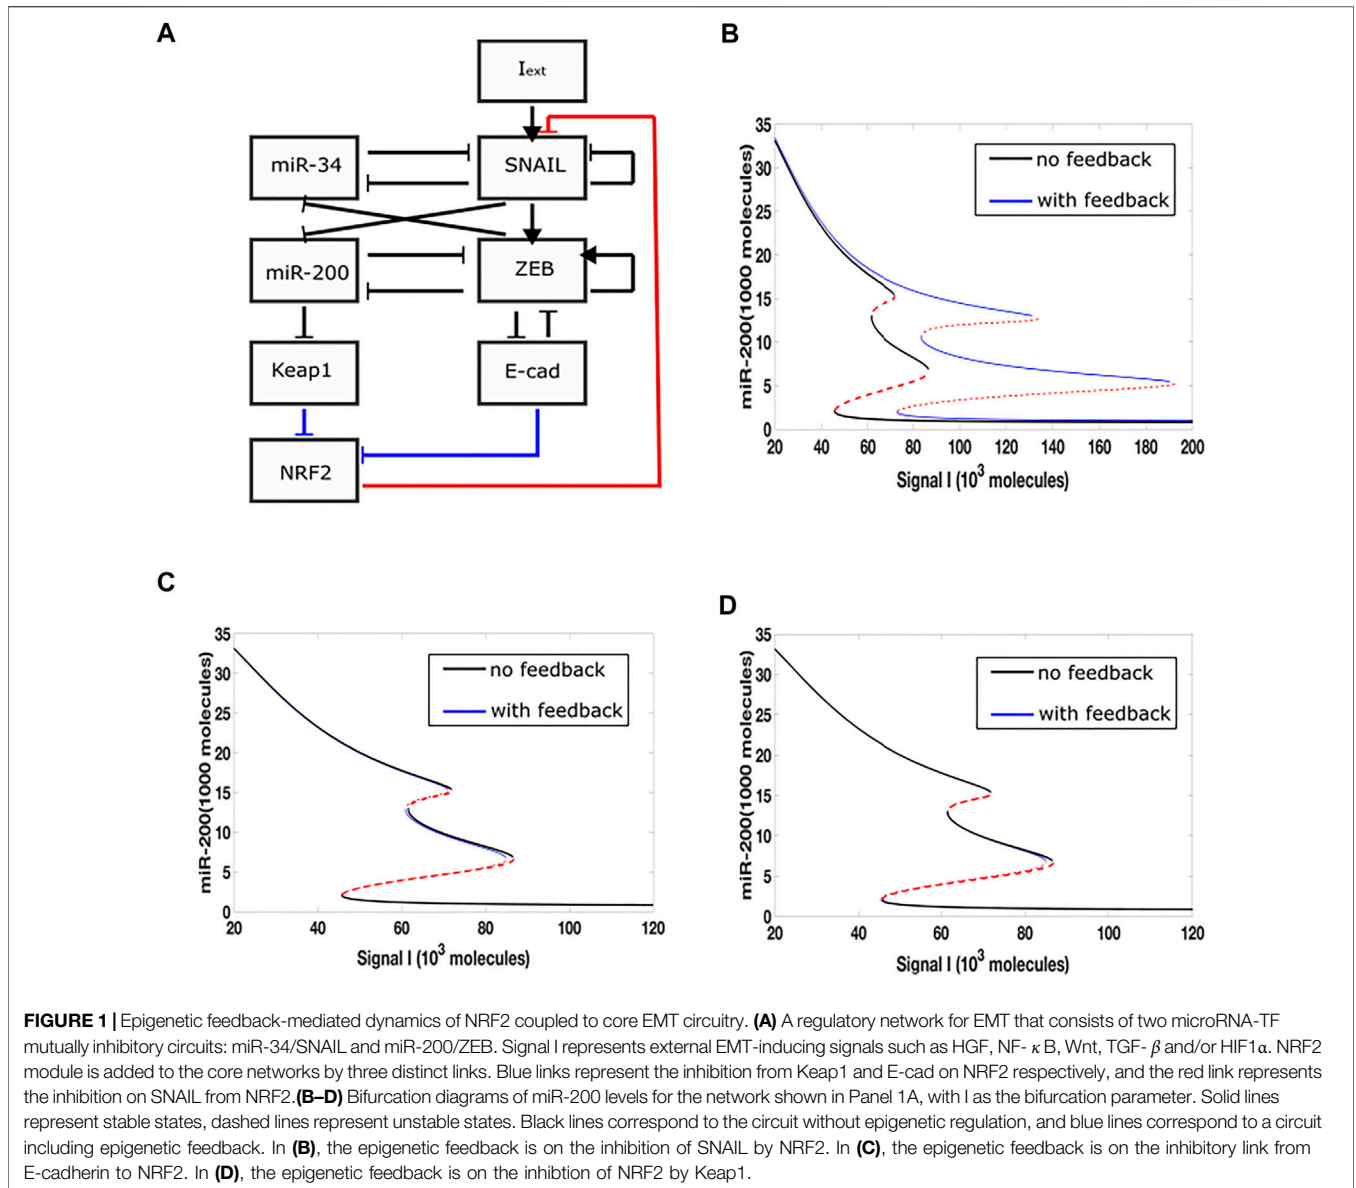 A
Iext
miR-34
SNAIL
miR-200
ZEB
Keap1
E-cad
NRF2
B
miR-200(1000 molecules)
35
30
25
20
15
10
5
0
no feedback
with feedback
20 40 60 80 100 120 140 160 180 200
Signal I (10³ molecules)
C
miR-200(1000 molecules)
35
30
25
20
15
10
5
0
no feedback
with feedback
20 40 60 80 100 120
Signal I (10³ molecules)
D
miR-200(1000 molecules)
35
30
25
20
15
10
5
0
no feedback
with feedback
20 40 60 80 100 120
Signal I (10³ molecules)
FIGURE 1 | Epigenetic feedback-mediated dynamics of NRF2 coupled to core EMT circuitry. (A) A regulatory network for EMT that consists of two microRNA-TF
mutually inhibitory circuits: miR-34/SNAIL and miR-200/ZEB. Signal I represents external EMT-inducing signals such as HGF, NF- κ B, Wnt, TGF- β and/or HIF1α. NRF2
module is added to the core networks by three distinct links. Blue links represent the inhibition from Keap1 and E-cad on NRF2 respectively, and the red link represents
the inhibition on SNAIL from NRF2.(B–D) Bifurcation diagrams of miR-200 levels for the network shown in Panel 1A, with I as the bifurcation parameter. Solid lines
represent stable states, dashed lines represent unstable states. Black lines correspond to the circuit without epigenetic regulation, and blue lines correspond to a circuit
including epigenetic feedback. In (B), the epigenetic feedback is on the inhibition of SNAIL by NRF2. In (C), the epigenetic feedback is on the inhibitory link from
E-cadherin to NRF2. In (D), the epigenetic feedback is on the inhibtion of NRF2 by Keap1.